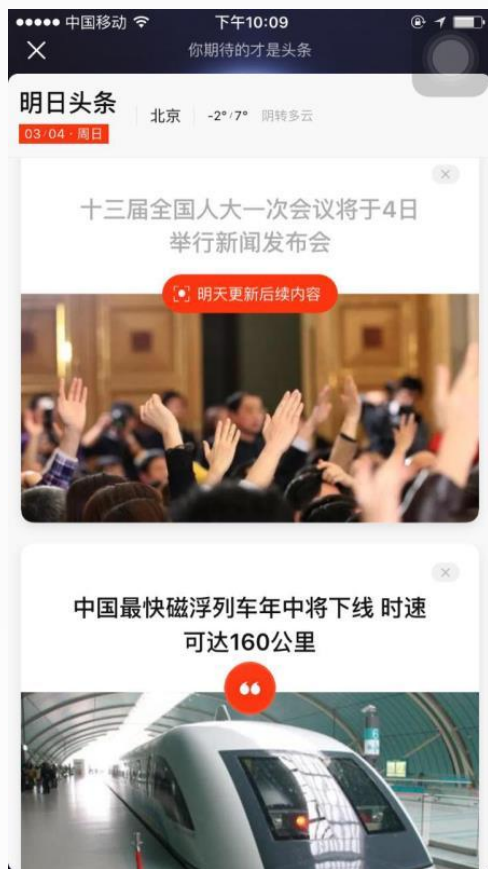 中国移动
下午10:09
你期待的才是头条
明日头条
北京
-2°/7°
阴转多云
03/04·周日
十三届全国人大一次会议将于4日
举行新闻发布会
明天更新后续内容
中国最快磁浮列车年中将下线 时速
可达160公里